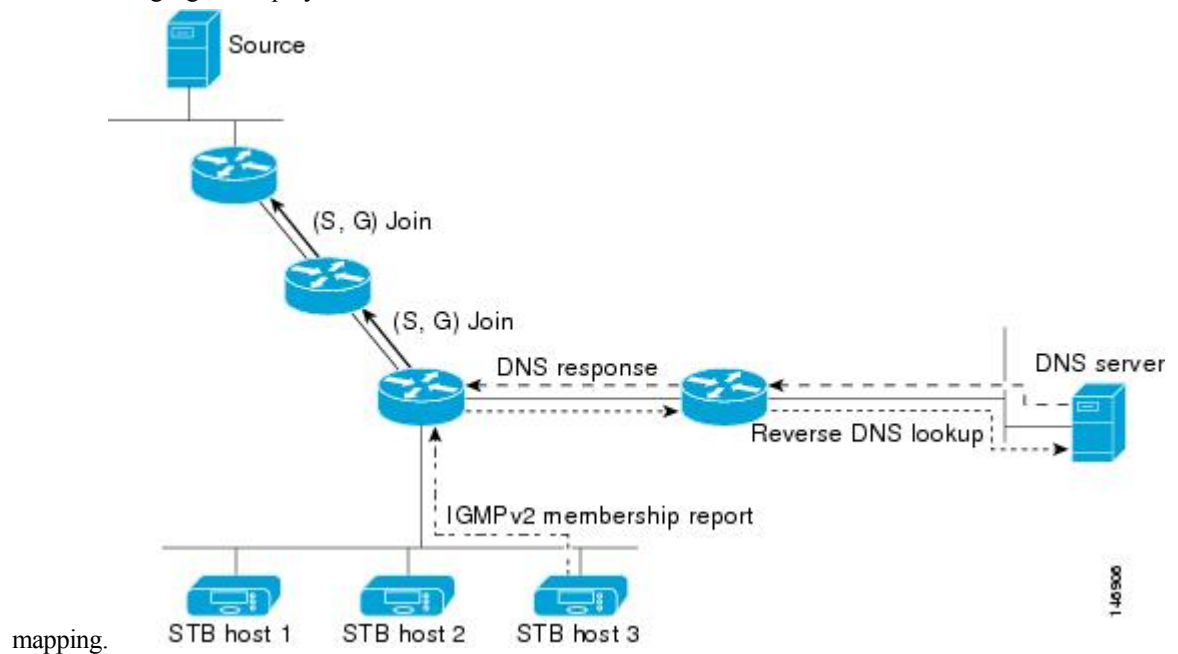 Source
(S, G) Join
(S, G) Join
DNS response
DNS server
Reverse DNS lookup
IGMPv2 membership report
146906
mapping.
STB host 1
STB host 2
STB host 3